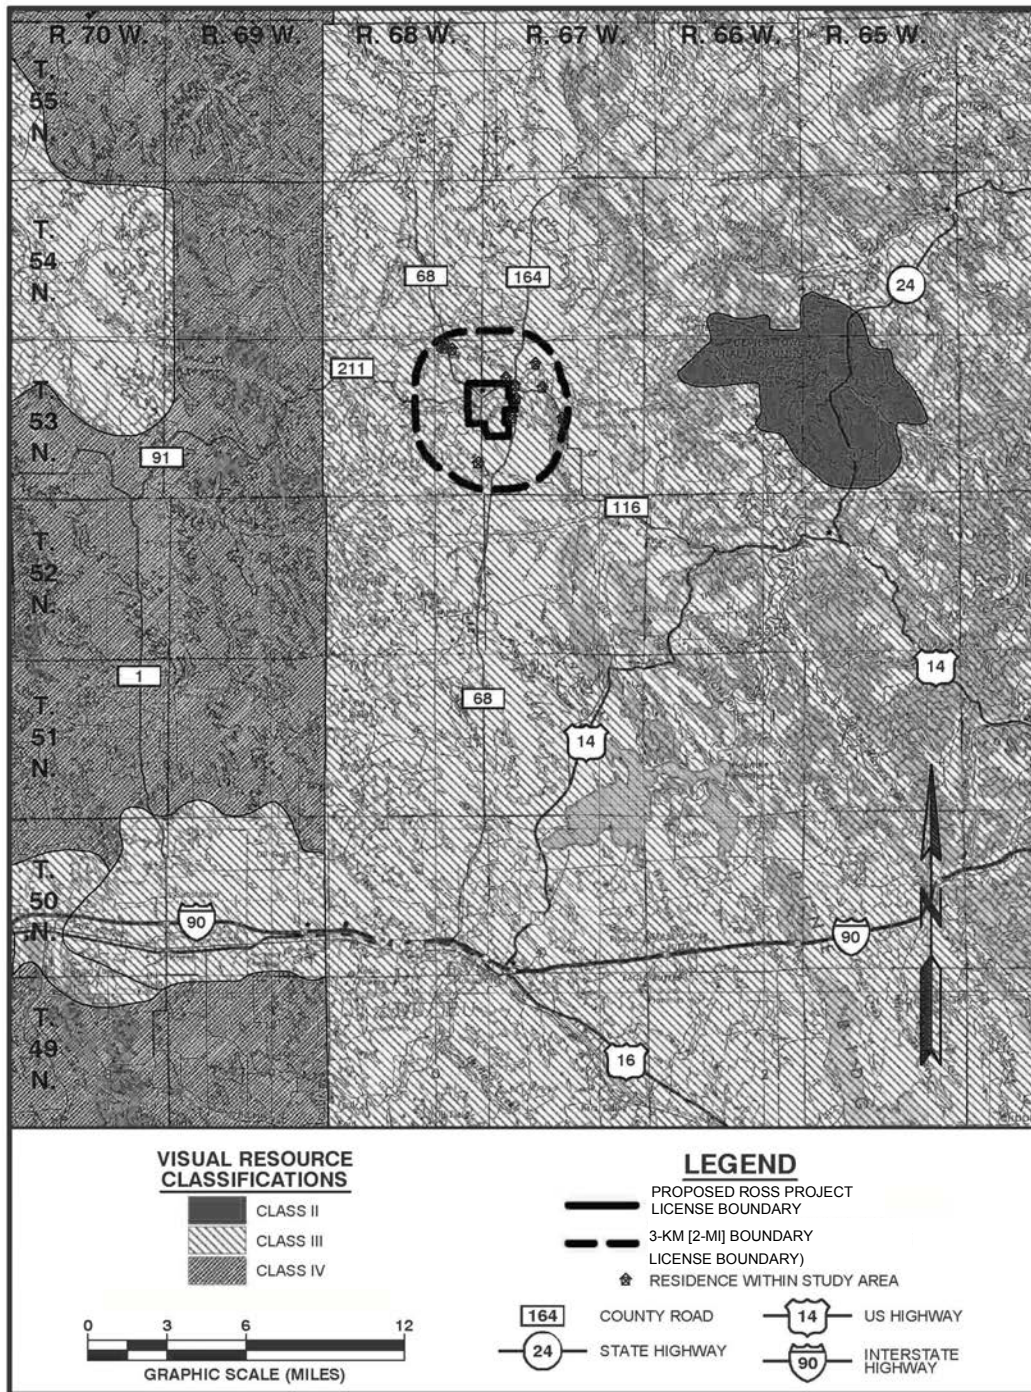 R. 70 W. R. 69 W. R. 68 W. R. 67 W. R. 66 W. R. 65 W.
T.
55
N.
T.
54
N.
68
164
24
211
T.
53
N.
91
116
T.
52
N.
1
68
14
14
T.
51
N.
T.
50
N.
90
90
N
T.
49
N.
16
VISUAL RESOURCE
CLASSIFICATIONS
CLASS II
CLASS III
CLASS IV
0 3 6 12
GRAPHIC SCALE (MILES)
LEGEND
PROPOSED ROSS PROJECT
LICENSE BOUNDARY
3-KM [2-MI] BOUNDARY
LICENSE BOUNDARY)
RESIDENCE WITHIN STUDY AREA
164 COUNTY ROAD
14 US HIGHWAY
24 STATE HIGHWAY
90 INTERSTATE
HIGHWAY